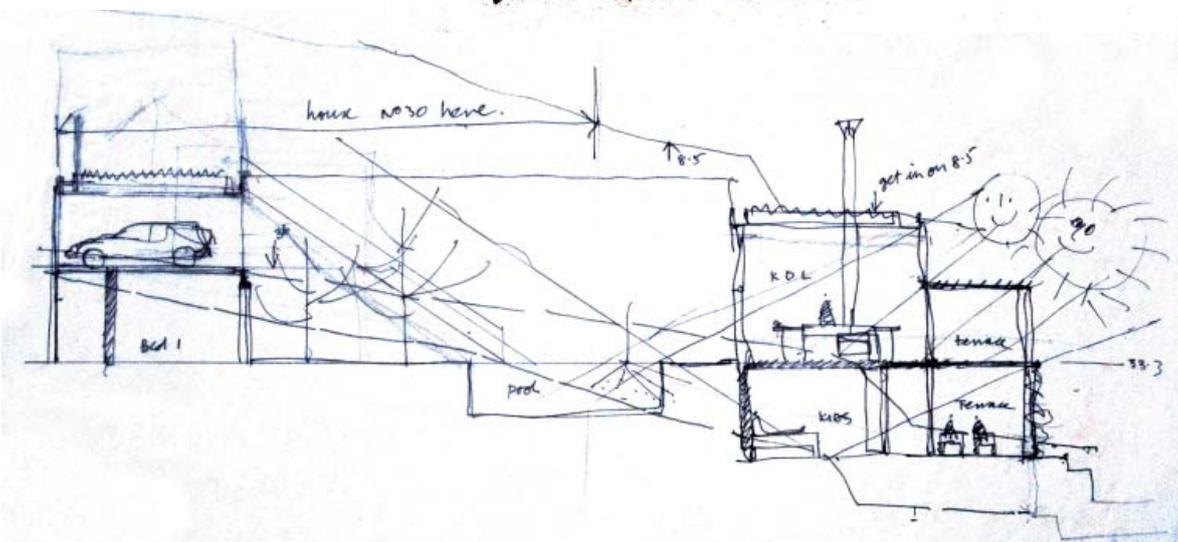 house No30 here.
8.5
get in on 8.5
KDL
terrace
Bed 1
33.3
pool
KIDS
Terrace